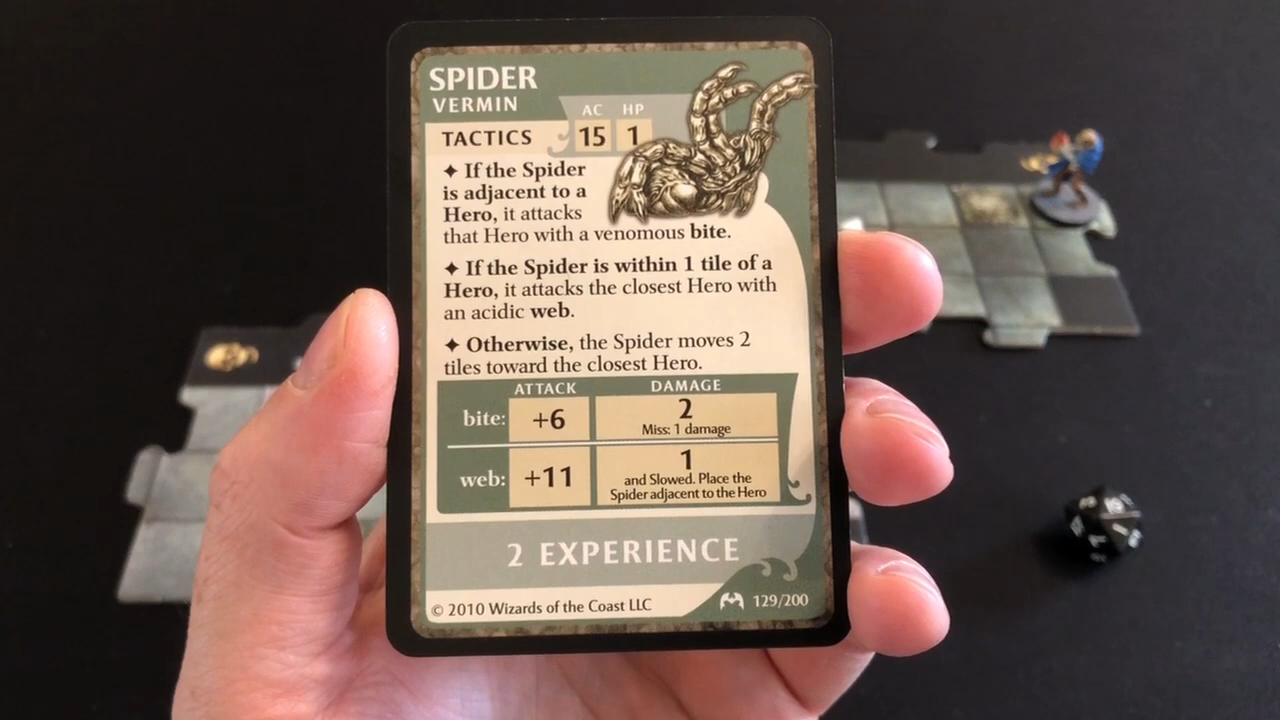 SPIDER
VERMIN
AC HP
TACTICS 15 1
✦ If the Spider
is adjacent to a
Hero, it attacks
that Hero with a venomous bite.
✦ If the Spider is within 1 tile of a
Hero, it attacks the closest Hero with
an acidic web.
✦ Otherwise, the Spider moves 2
tiles toward the closest Hero.
ATTACK DAMAGE
bite: +6 2
Miss: 1 damage
web: +11 1
and Slowed. Place the
Spider adjacent to the Hero
2 EXPERIENCE
© 2010 Wizards of the Coast LLC 129/200